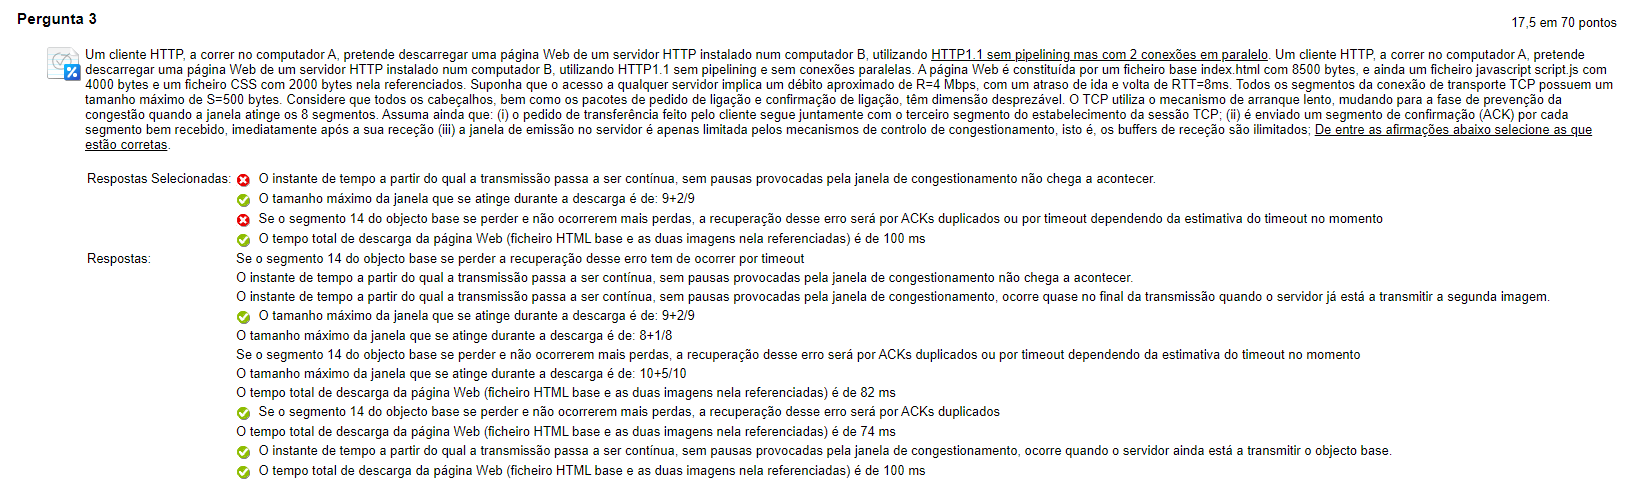 Pergunta 3
17,5 em 70 pontos
Um cliente HTTP, a correr no computador A, pretende descarregar uma página Web de um servidor HTTP instalado num computador B, utilizando HTTP1.1 sem pipelining mas com 2 conexões em paralelo. Um cliente HTTP, a correr no computador A, pretende
descarregar uma página Web de um servidor HTTP instalado num computador B, utilizando HTTP1.1 sem pipelining e sem conexões paralelas. A página Web é constituída por um ficheiro base index.html com 8500 bytes, e ainda um ficheiro javascript script.js com
4000 bytes e um ficheiro CSS com 2000 bytes nela referenciados. Suponha que o acesso a qualquer servidor implica um débito aproximado de R=4 Mbps, com um atraso de ida e volta de RTT=8ms. Todos os segmentos da conexão de transporte TCP possuem um
tamanho máximo de S=500 bytes. Considere que todos os cabeçalhos, bem como os pacotes de pedido de ligação e confirmação de ligação, têm dimensão desprezável. O TCP utiliza o mecanismo de arranque lento, mudando para a fase de prevenção da
congestão quando a janela atinge os 8 segmentos. Assuma ainda que: (i) o pedido de transferência feito pelo cliente segue juntamente com o terceiro segmento do estabelecimento da sessão TCP; (ii) é enviado um segmento de confirmação (ACK) por cada
segmento bem recebido, imediatamente após a sua receção (iii) a janela de emissão no servidor é apenas limitada pelos mecanismos de controlo de congestionamento, isto é, os buffers de receção são ilimitados; De entre as afirmações abaixo selecione as que
estão corretas.
Respostas Selecionadas: O instante de tempo a partir do qual a transmissão passa a ser contínua, sem pausas provocadas pela janela de congestionamento não chega a acontecer.
O tamanho máximo da janela que se atinge durante a descarga é de: 9+2/9
Se o segmento 14 do objecto base se perder e não ocorrerem mais perdas, a recuperação desse erro será por ACKs duplicados ou por timeout dependendo da estimativa do timeout no momento
O tempo total de descarga da página Web (ficheiro HTML base e as duas imagens nela referenciadas) é de 100 ms
Respostas: Se o segmento 14 do objecto base se perder a recuperação desse erro tem de ocorrer por timeout
O instante de tempo a partir do qual a transmissão passa a ser contínua, sem pausas provocadas pela janela de congestionamento não chega a acontecer.
O instante de tempo a partir do qual a transmissão passa a ser contínua, sem pausas provocadas pela janela de congestionamento, ocorre quase no final da transmissão quando o servidor já está a transmitir a segunda imagem.
O tamanho máximo da janela que se atinge durante a descarga é de: 9+2/9
O tamanho máximo da janela que se atinge durante a descarga é de: 8+1/8
Se o segmento 14 do objecto base se perder e não ocorrerem mais perdas, a recuperação desse erro será por ACKs duplicados ou por timeout dependendo da estimativa do timeout no momento
O tamanho máximo da janela que se atinge durante a descarga é de: 10+5/10
O tempo total de descarga da página Web (ficheiro HTML base e as duas imagens nela referenciadas) é de 82 ms
Se o segmento 14 do objecto base se perder e não ocorrerem mais perdas, a recuperação desse erro será por ACKs duplicados
O tempo total de descarga da página Web (ficheiro HTML base e as duas imagens nela referenciadas) é de 74 ms
O instante de tempo a partir do qual a transmissão passa a ser contínua, sem pausas provocadas pela janela de congestionamento, ocorre quando o servidor ainda está a transmitir o objecto base.
O tempo total de descarga da página Web (ficheiro HTML base e as duas imagens nela referenciadas) é de 100 ms